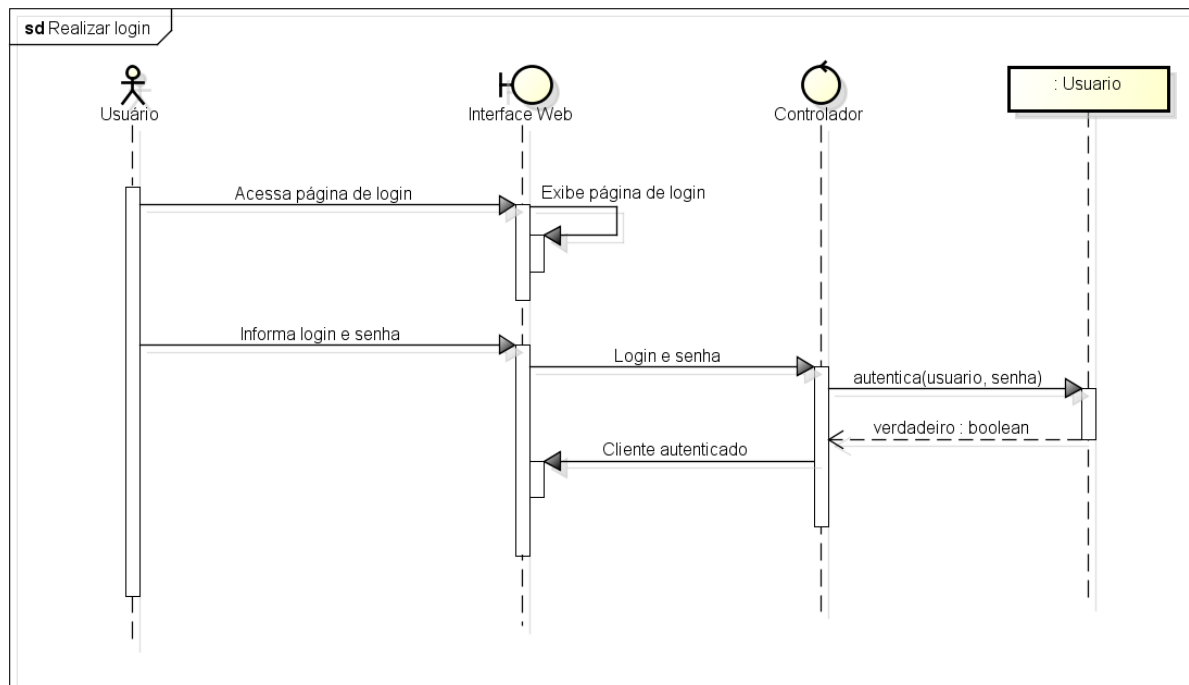 sd Realizar login
Usuário
Interface Web
Controlador
: Usuario
Acessa página de login
Exibe página de login
Informa login e senha
Login e senha
autentica(usuario, senha)
verdadeiro : boolean
Cliente autenticado